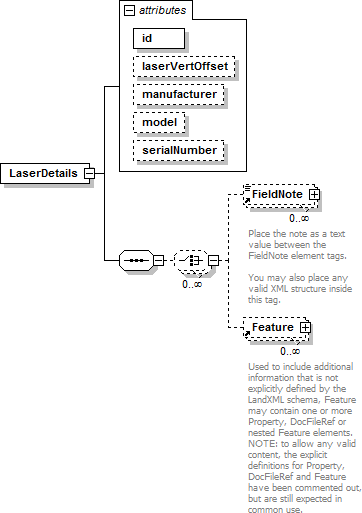 attributes
id
laserVertOffset
manufacturer
model
serialNumber
LaserDetails
FieldNote
0..∞
Place the note as a text
value between the
FieldNote element tags.
You may also place any
valid XML structure inside
this tag.
0..∞
Feature
0..∞
Used to include additional
information that is not
explicitly defined by the
LandXML schema, Feature
may contain one or more
Property, DocFileRef or
nested Feature elements.
NOTE: to allow any valid
content, the explicit
definitions for Property,
DocFileRef and Feature
have been commented out,
but are still expected in
common use.